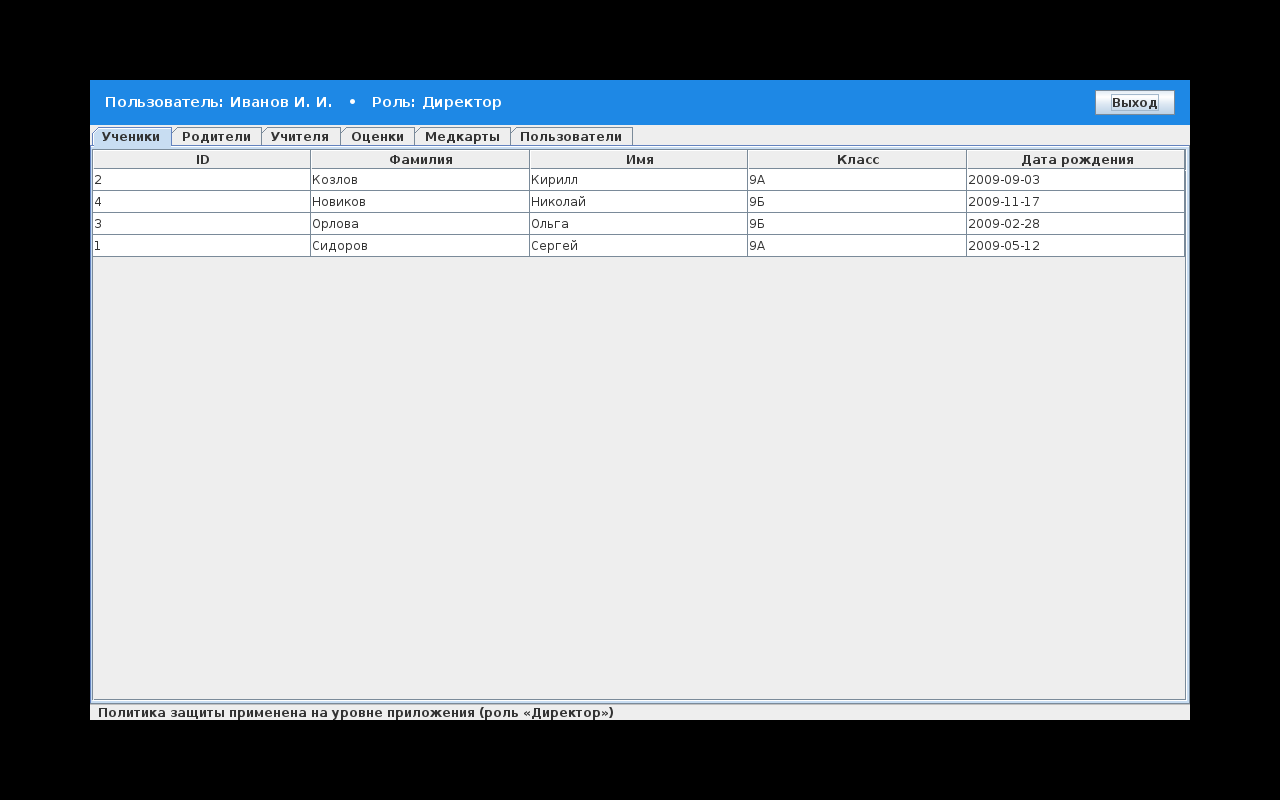 Пользователь: Иванов И. И. • Роль: Директор Выход
Ученики Родители Учителя Оценки Медкарты Пользователи
ID Фамилия Имя Класс Дата рождения
2 Козлов Кирилл 9А 2009-09-03
4 Новиков Николай 9Б 2009-11-17
3 Орлова Ольга 9Б 2009-02-28
1 Сидоров Сергей 9А 2009-05-12
Политика защиты применена на уровне приложения (роль «Директор»)